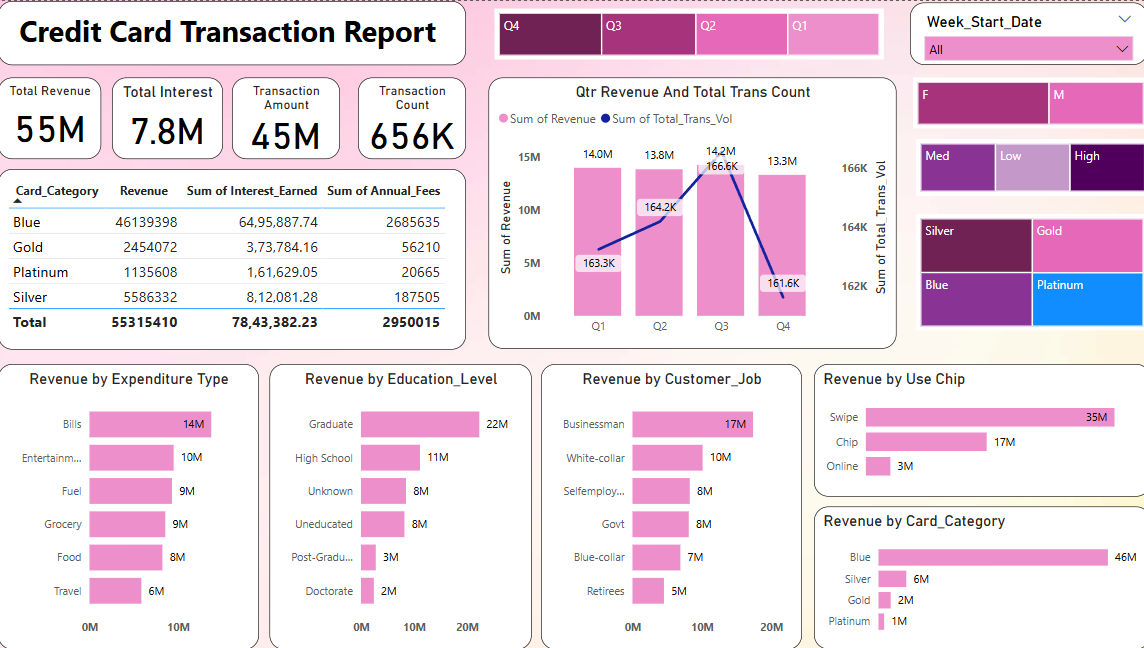 Credit Card Transaction Report
Q4
Q3
Q2
Q1
Week_Start_Date
All
Total Revenue
55M
Total Interest
7.8M
Transaction
Amount
45M
Transaction
Count
656K
F
M
Med
Low
High
Silver
Gold
Blue
Platinum
Card_Category Revenue Sum of Interest_Earned Sum of Annual_Fees
Blue 46139398 64,95,887.74 2685635
Gold 2454072 3,73,784.16 56210
Platinum 1135608 1,61,629.05 20665
Silver 5586332 8,12,081.28 187505
Total 55315410 78,43,382.23 2950015
Qtr Revenue And Total Trans Count
Sum of Revenue Sum of Total_Trans_Vol
Sum of Revenue
15M
10M
5M
0M
14.0M
13.8M
14.2M
13.3M
163.3K
164.2K
166.6K
161.6K
Q1 Q2 Q3 Q4
166K
164K
162K
Sum of Total_Trans_Vol
Revenue by Expenditure Type
Bills 14M
Entertainm... 10M
Fuel 9M
Grocery 9M
Food 8M
Travel 6M
0M 10M
Revenue by Education_Level
Graduate 22M
High School 11M
Unknown 8M
Uneducated 8M
Post-Gradu... 3M
Doctorate 2M
0M 10M 20M
Revenue by Customer_Job
Businessman 17M
White-collar 10M
Selfemploy... 8M
Govt 8M
Blue-collar 7M
Retirees 5M
0M 10M 20M
Revenue by Use Chip
Swipe 35M
Chip 17M
Online 3M
Revenue by Card_Category
Blue 46M
Silver 6M
Gold 2M
Platinum 1M